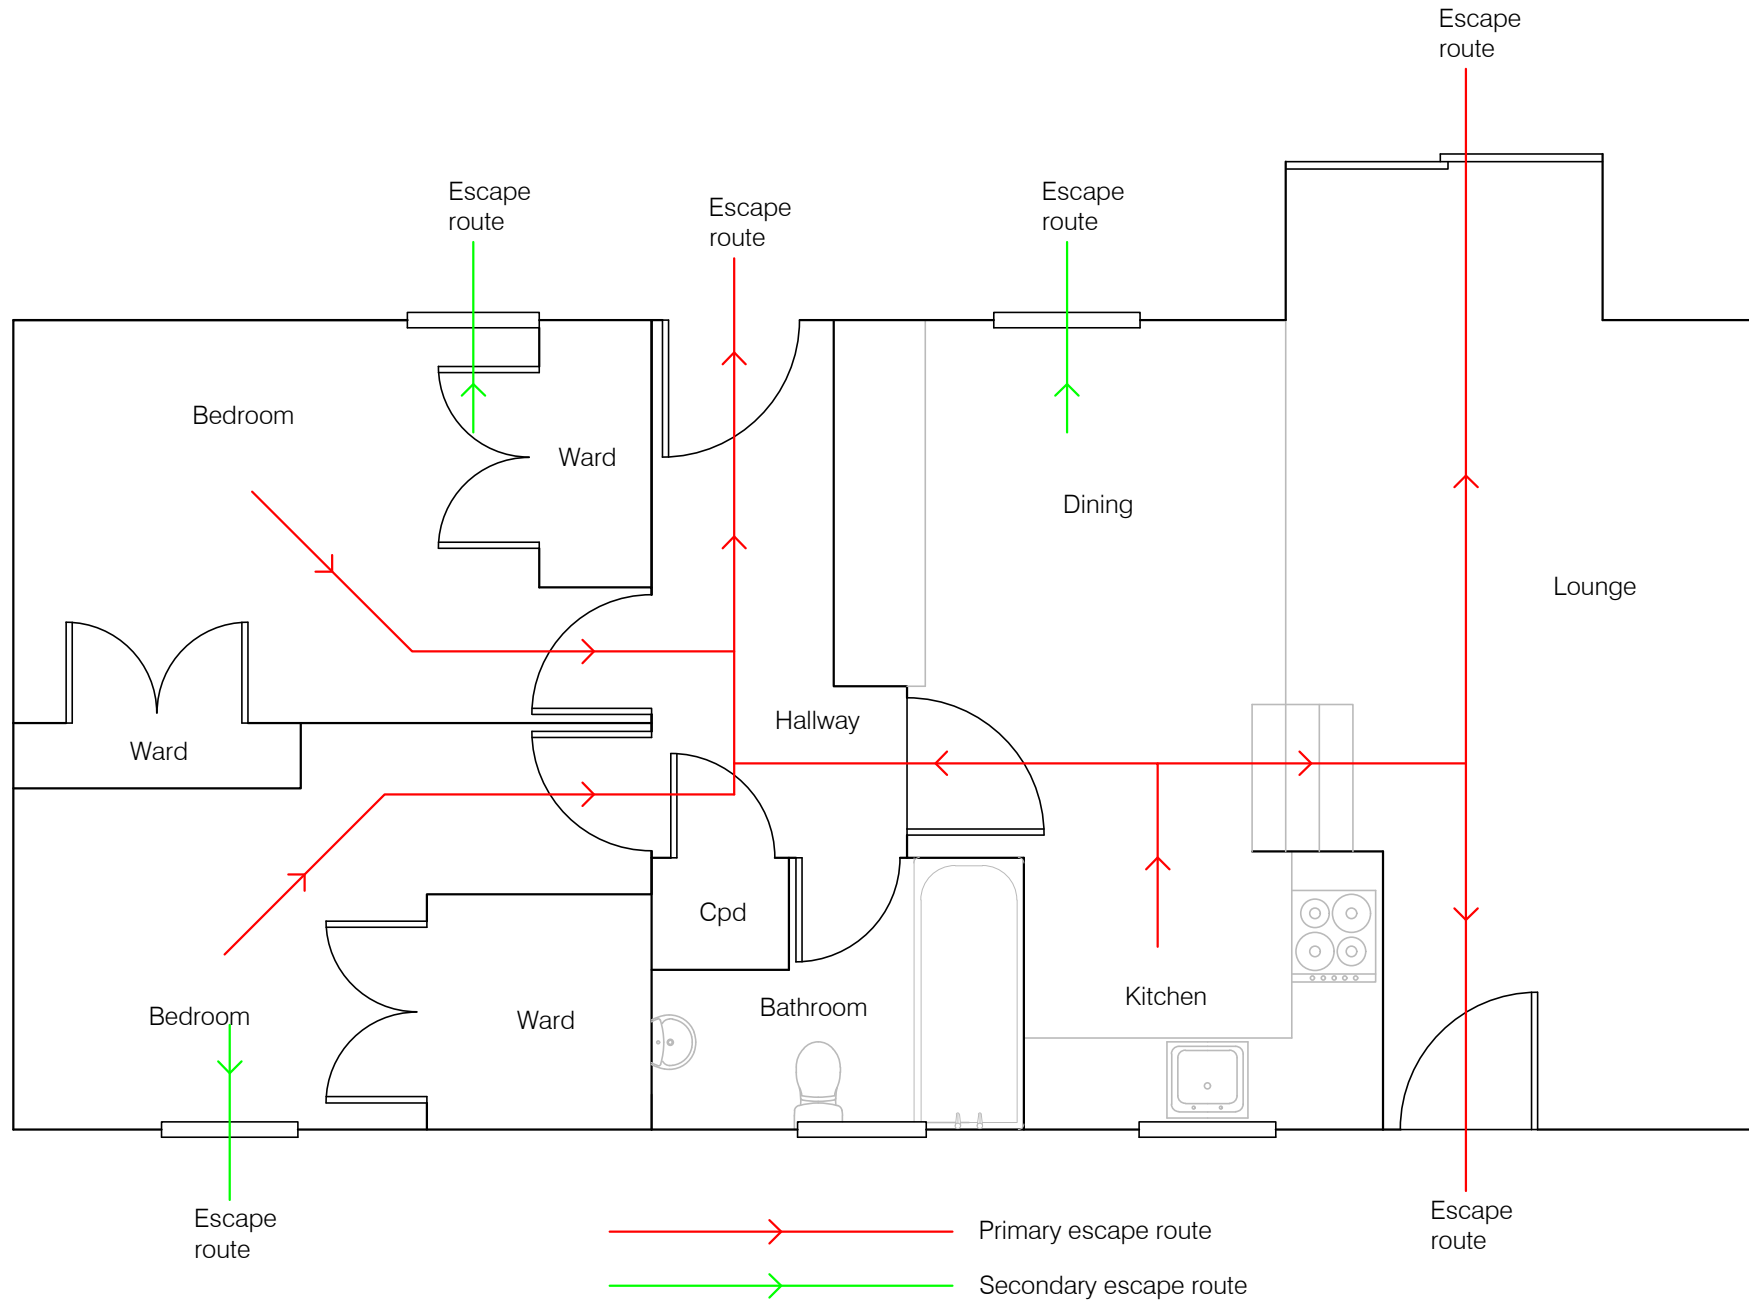 Escape
route
Escape
route
Escape
route
Escape
route
Bedroom
Ward
Dining
Lounge
Hallway
Ward
Cpd
Kitchen
Bathroom
Bedroom
Ward
Escape
route
Escape
route
Primary escape route
Secondary escape route